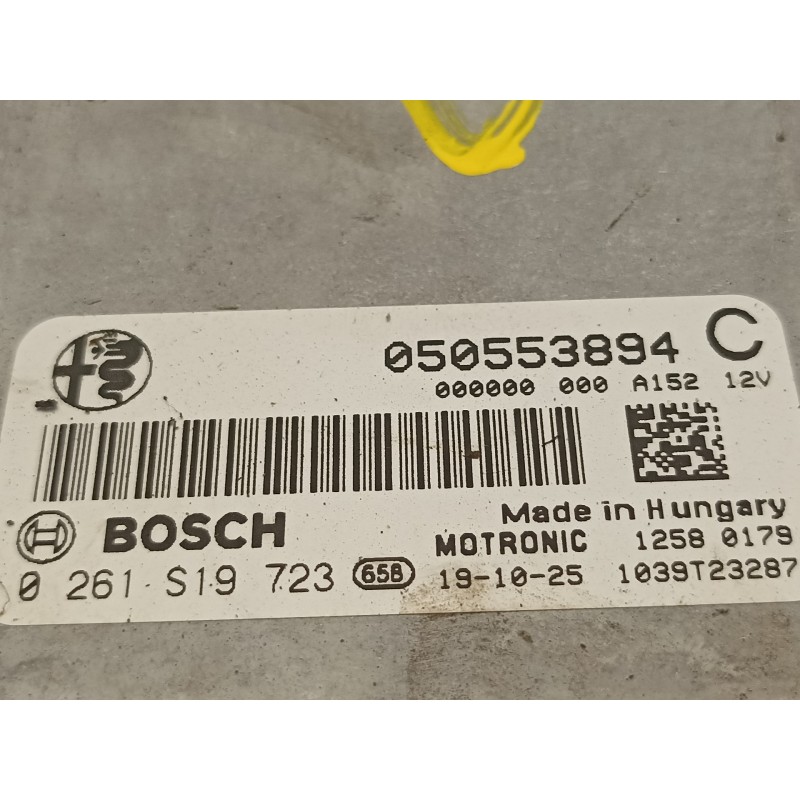 050553894 C
000000 000 A152 12V
Made in Hungary
BOSCH
MOTRONIC 1258 0179
0 261 S19 723 658 19-10-25 1039T23287